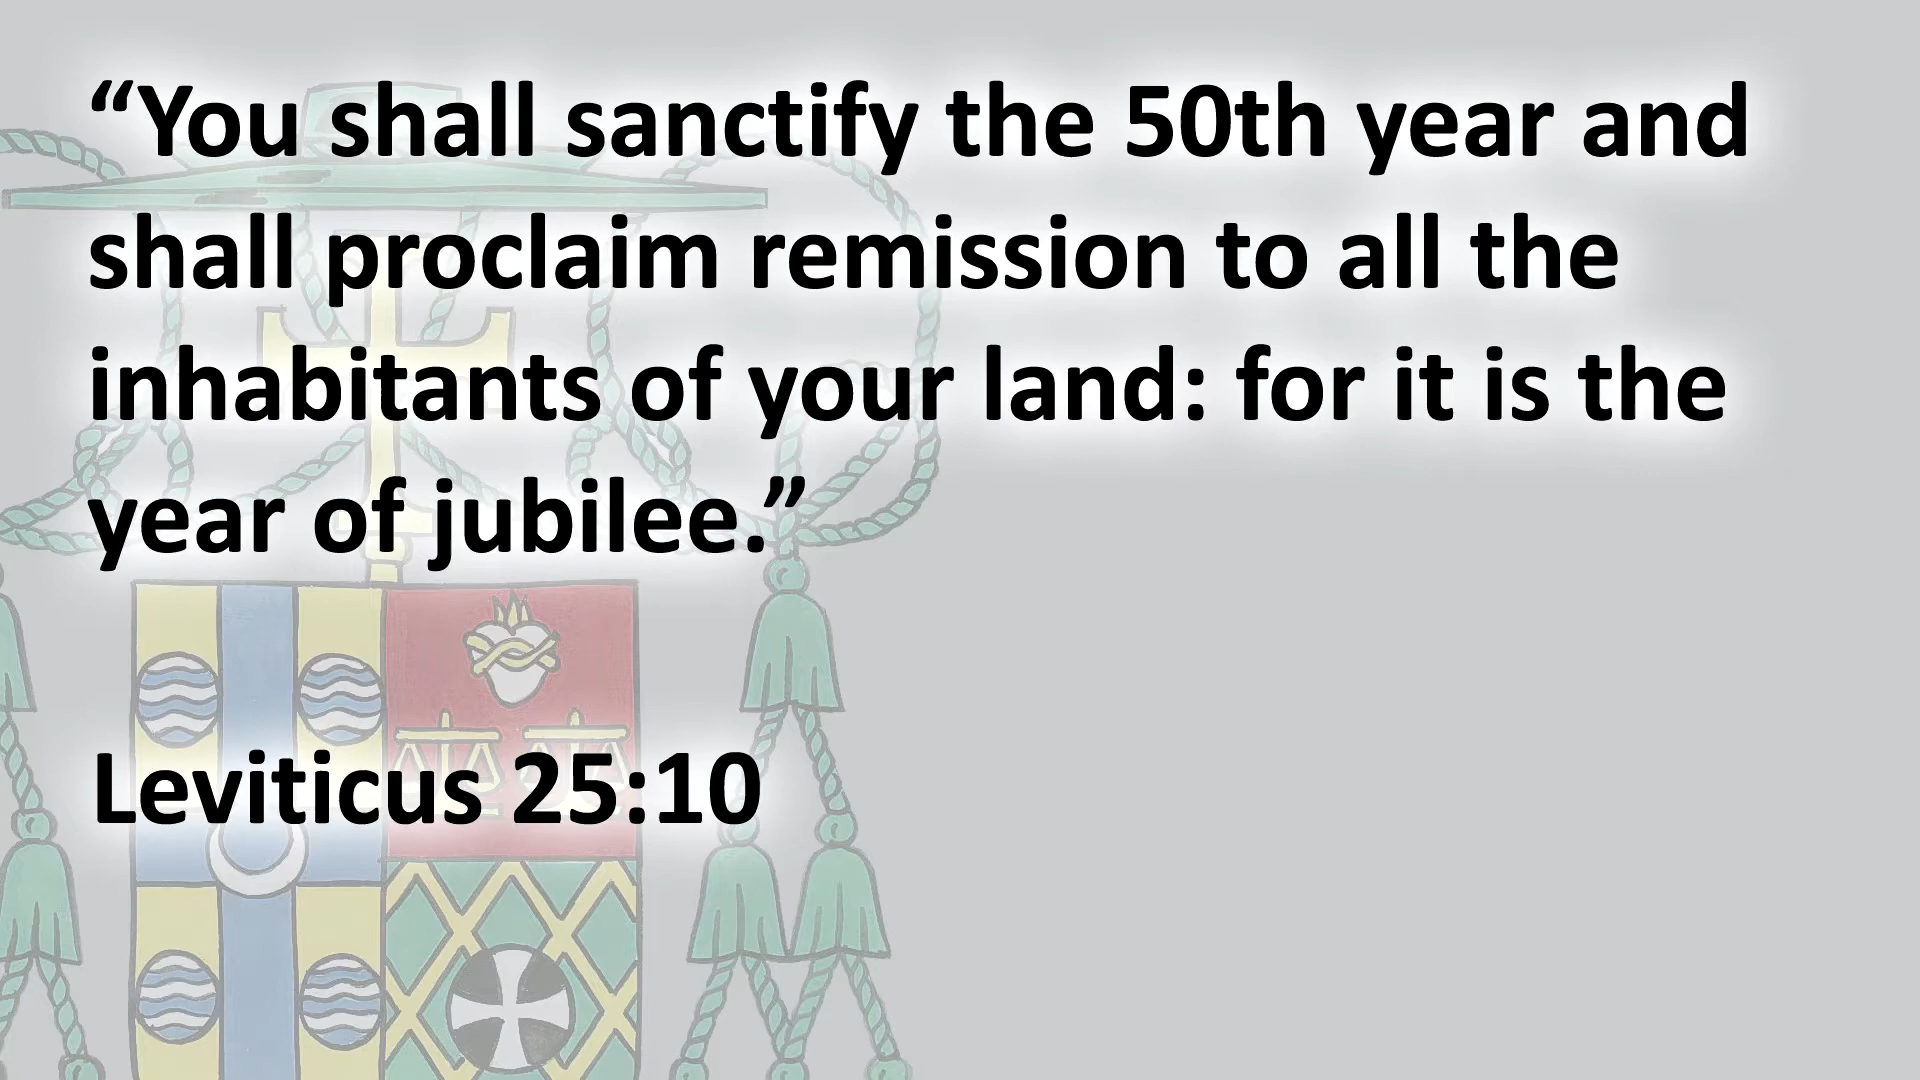 “You shall sanctify the 50th year and
shall proclaim remission to all the
inhabitants of your land: for it is the
year of jubilee.”
Leviticus 25:10